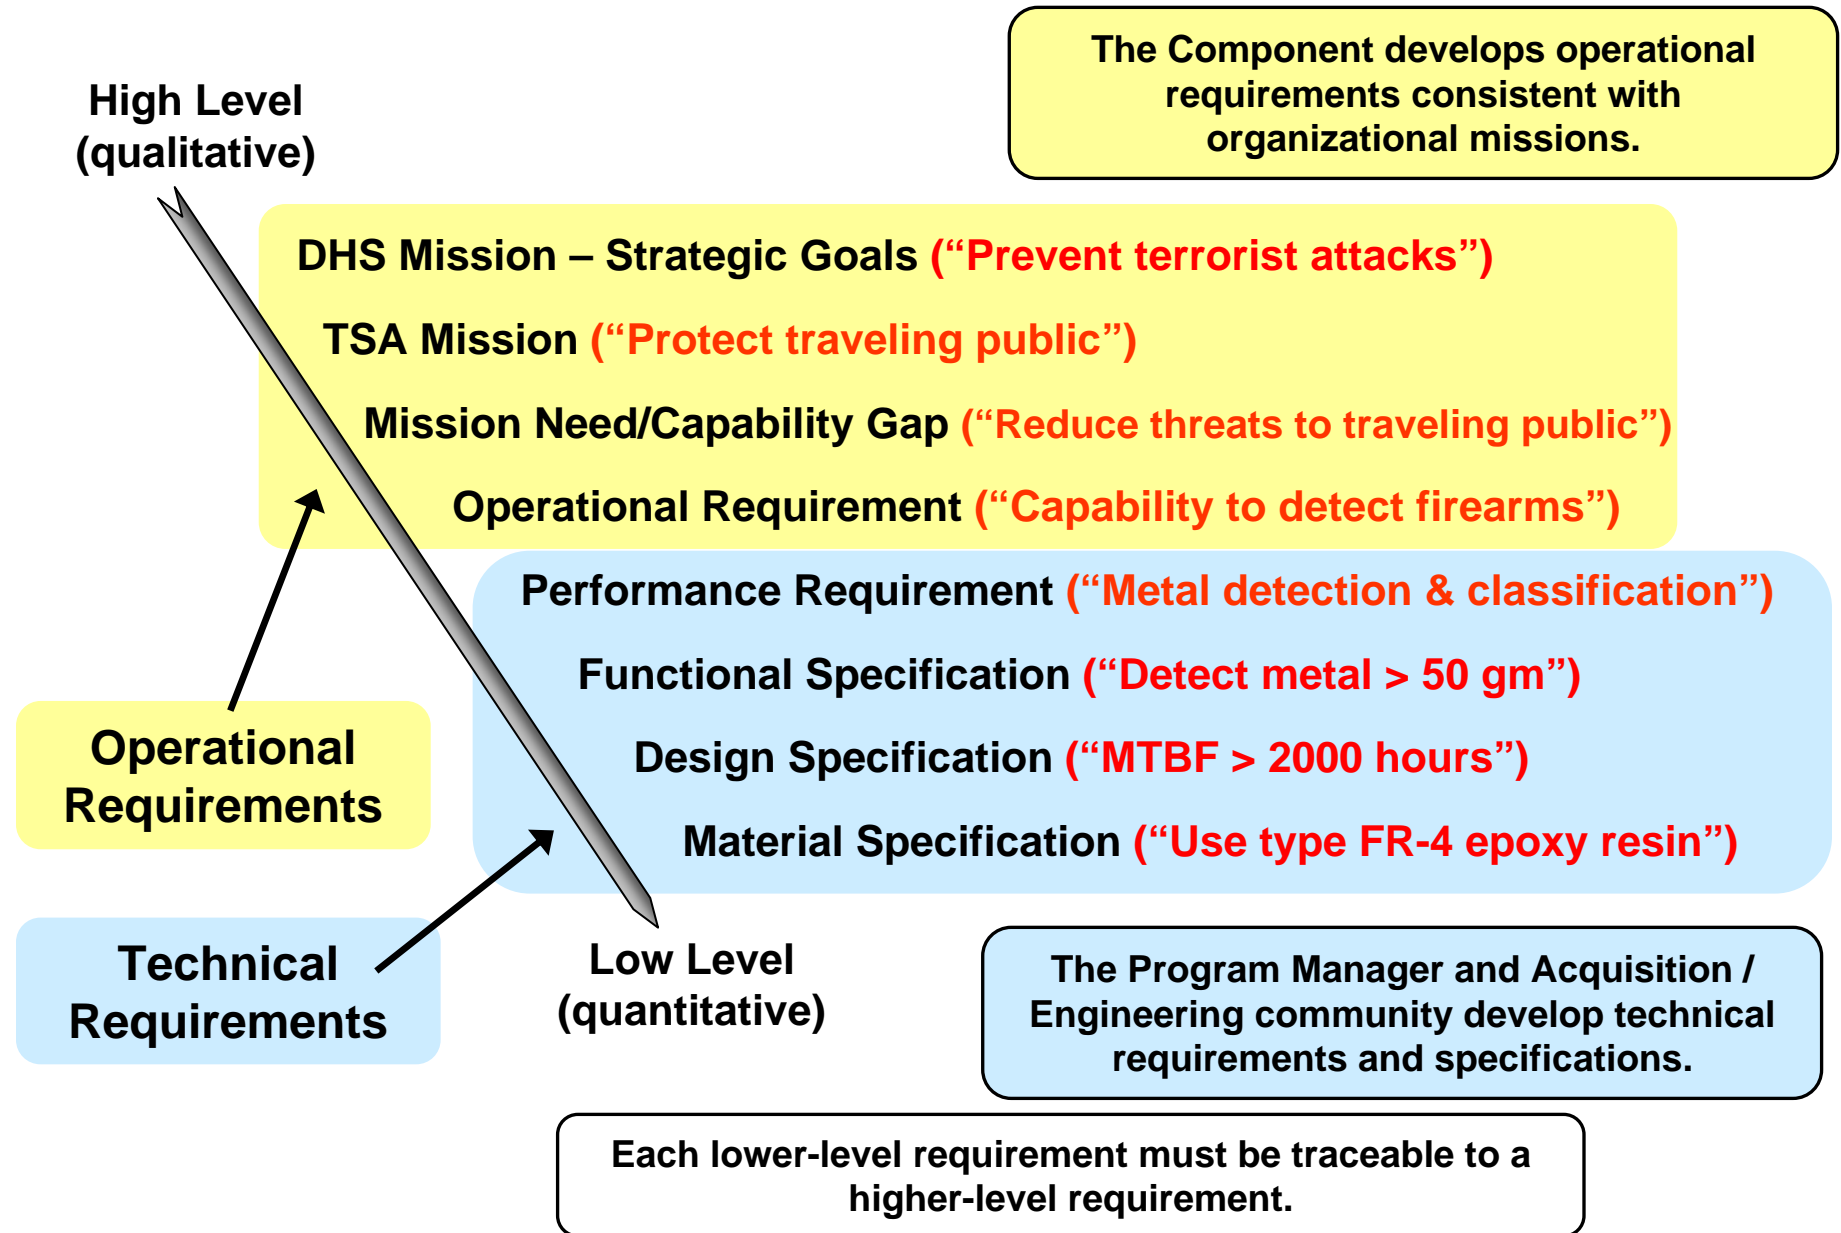 The Component develops operational
requirements consistent with
organizational missions.
High Level
(qualitative)
DHS Mission – Strategic Goals (“Prevent terrorist attacks”)
TSA Mission (“Protect traveling public”)
Mission Need/Capability Gap (“Reduce threats to traveling public”)
Operational Requirement (“Capability to detect firearms”)
Performance Requirement (“Metal detection & classification”)
Functional Specification (“Detect metal > 50 gm”)
Design Specification (“MTBF > 2000 hours”)
Material Specification (“Use type FR-4 epoxy resin”)
Operational
Requirements
Technical
Requirements
Low Level
(quantitative)
The Program Manager and Acquisition /
Engineering community develop technical
requirements and specifications.
Each lower-level requirement must be traceable to a
higher-level requirement.